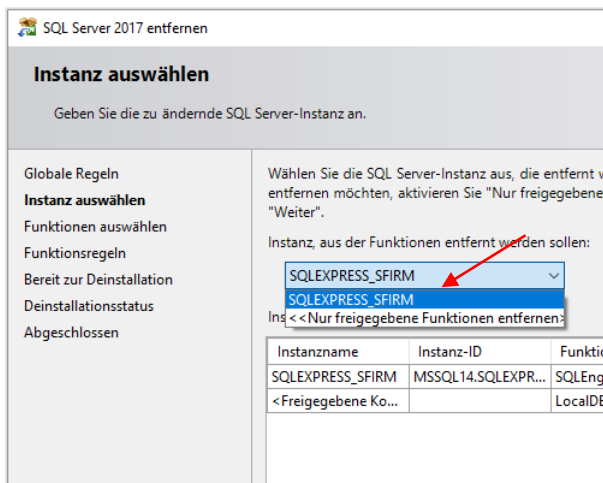 SQL Server 2017 entfernen
Instanz auswählen
Geben Sie die zu ändernde SQL Server-Instanz an.
Globale Regeln
Instanz auswählen
Funktionen auswählen
Funktionsregeln
Bereit zur Deinstallation
Deinstallationsstatus
Abgeschlossen
Wählen Sie die SQL Server-Instanz aus, die entfernt
entfernen möchten, aktivieren Sie "Nur freigegebene
"Weiter".
Instanz, aus der Funktionen entfernt werden sollen:
SQLEXPRESS_SFIRM
SQLEXPRESS_SFIRM
<<Nur freigegebene Funktionen entfernen>
Instanzname Instanz-ID
SQLEXPRESS_SFIRM MSSQL14.SQLEXPR... SQLEng
<Freigegebene Ko... LocalDB